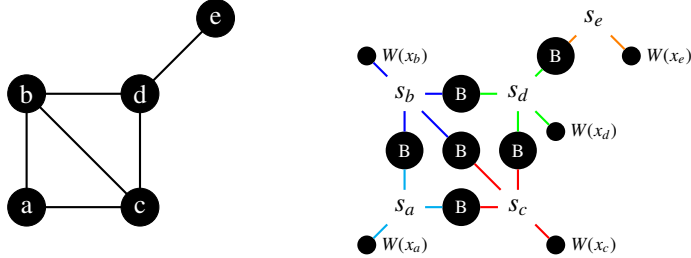 e
b
d
a
c
s_e
W(x_b)
B
W(x_e)
s_b
B
s_d
W(x_d)
B
B
B
s_a
B
s_c
W(x_a)
W(x_c)